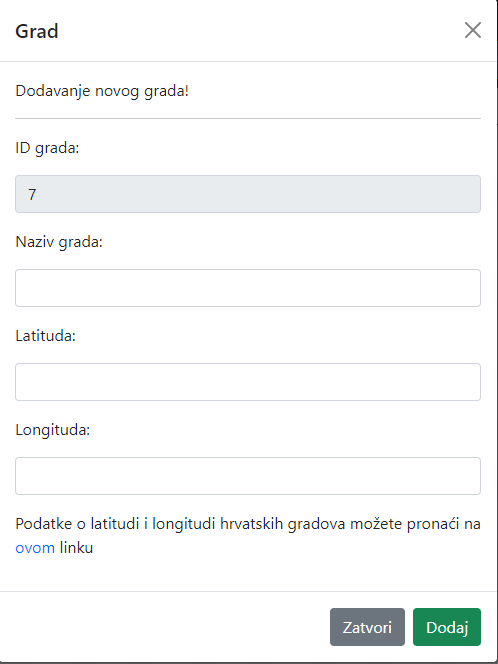 Grad
Dodavanje novog grada!
ID grada:
7
Naziv grada:
Latituda:
Longituda:
Podatke o latitudi i longitudi hrvatskih gradova možete pronaći na
ovom linku
Zatvori
Dodaj